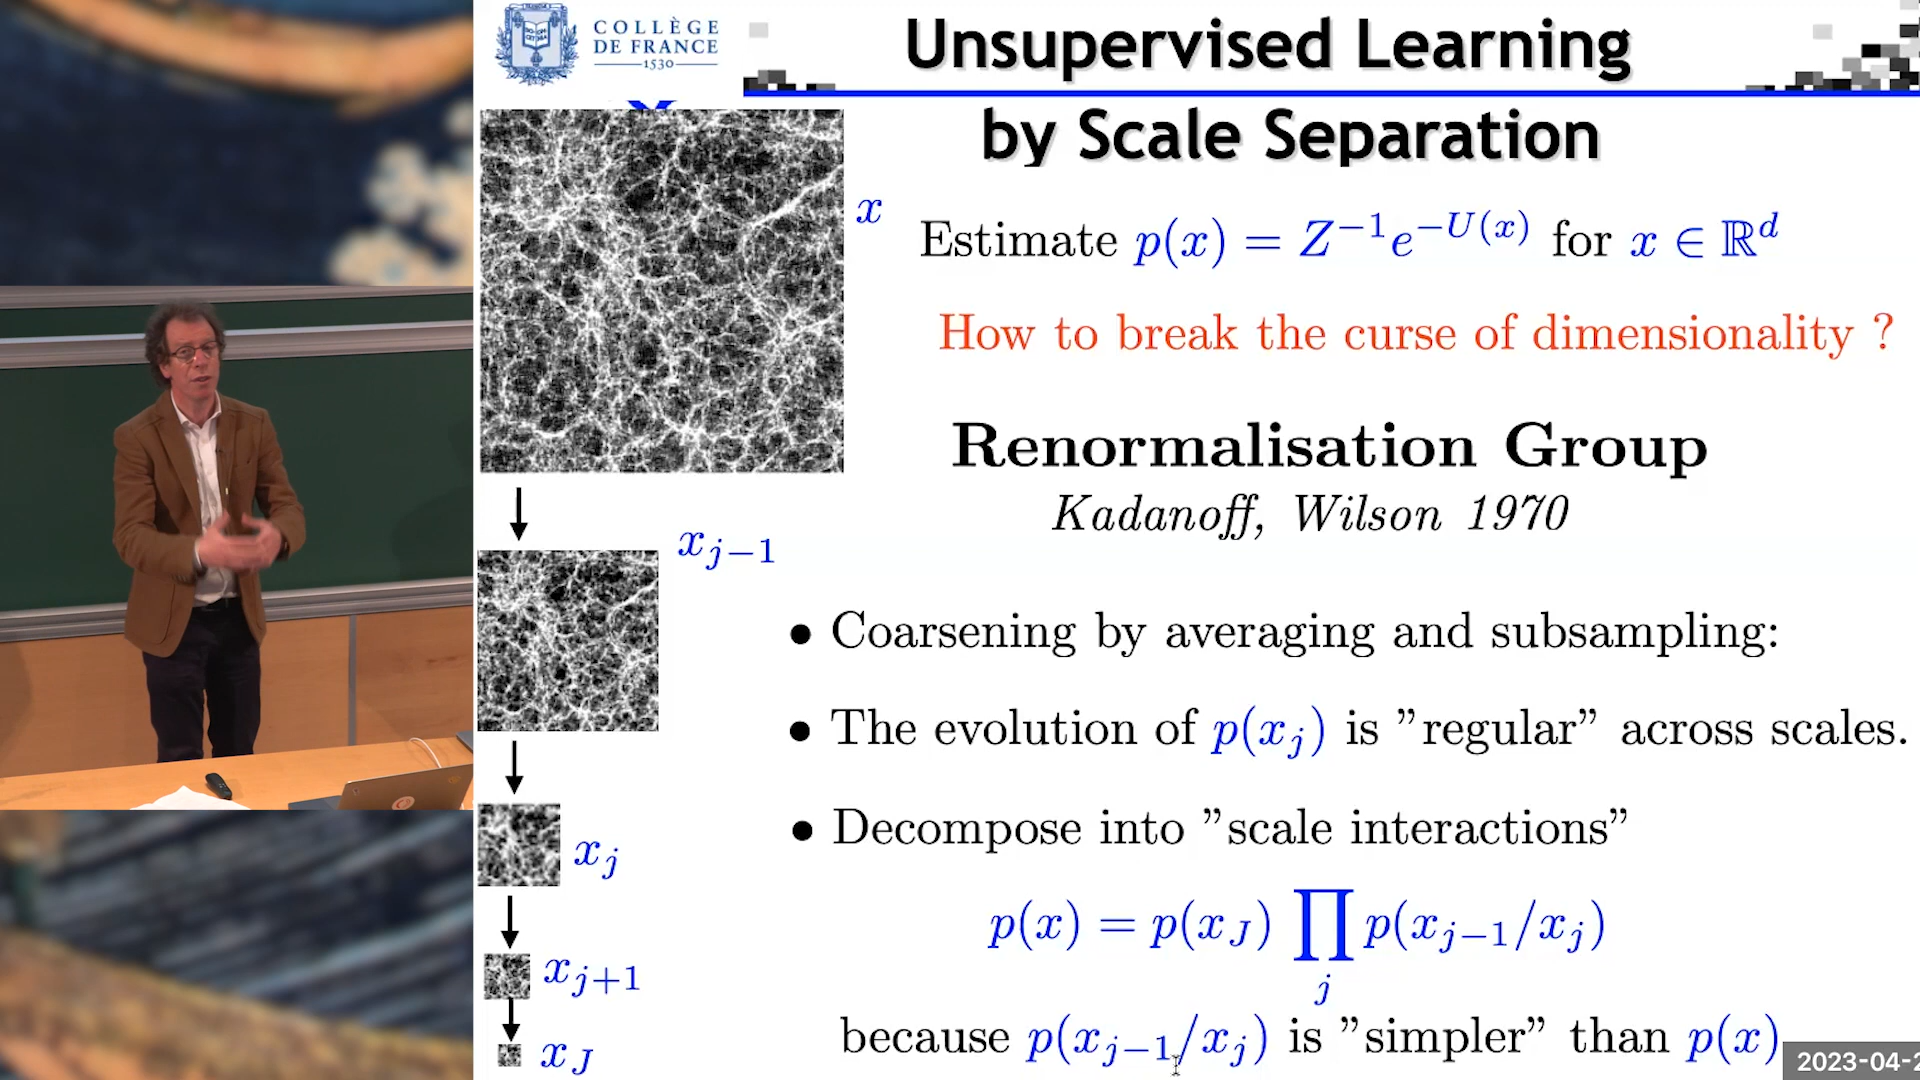 COLLÈGE
DE FRANCE
1530
Unsupervised Learning
by Scale Separation
x
Estimate p(x) = Z⁻¹e^{-U(x)} for x ∈ ℝᵈ
How to break the curse of dimensionality ?
Renormalisation Group
Kadanoff, Wilson 1970
x_{j-1}
• Coarsening by averaging and subsampling:
• The evolution of p(x_j) is ”regular” across scales.
• Decompose into ”scale interactions”
x_j
p(x) = p(x_J) ∏_j p(x_{j-1}/x_j)
x_{j+1}
because p(x_{j-1}/x_j) is ”simpler” than p(x)
x_J
2023-04-2